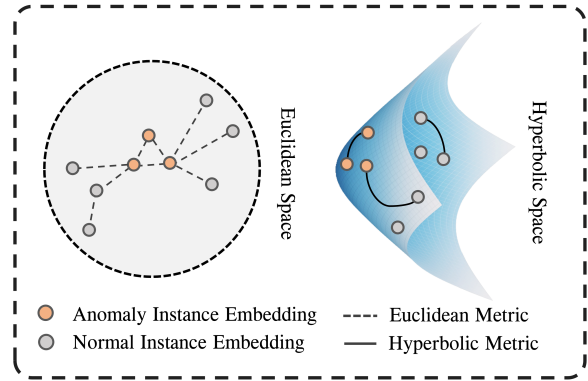 Euclidean Space
Hyperbolic Space
Anomaly Instance Embedding
Euclidean Metric
Normal Instance Embedding
Hyperbolic Metric